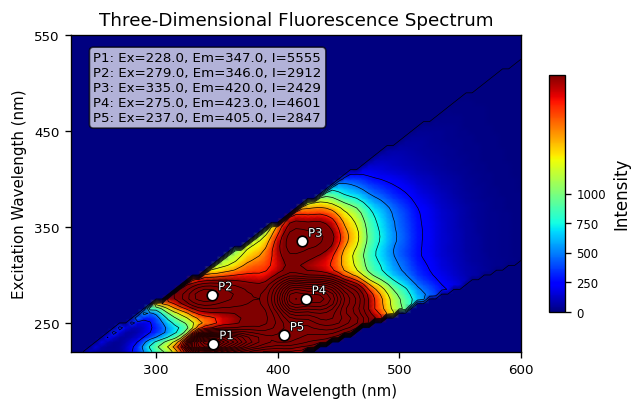 Three-Dimensional Fluorescence Spectrum
550
450
350
250
Excitation Wavelength (nm)
P1: Ex=228.0, Em=347.0, I=5555
P2: Ex=279.0, Em=346.0, I=2912
P3: Ex=335.0, Em=420.0, I=2429
P4: Ex=275.0, Em=423.0, I=4601
P5: Ex=237.0, Em=405.0, I=2847
P3
P2
P4
P5
P1
300
400
500
600
Emission Wavelength (nm)
1000
750
500
250
0
Intensity